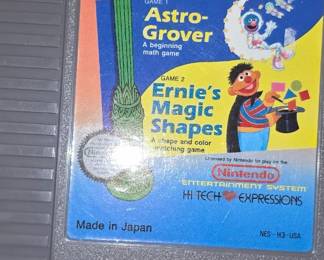 GAME 1
Astro-
Grover
A beginning
math game
GAME 2
Ernie's
Magic
Shapes
A shape and color
matching game
Licensed by Nintendo for play on the
Nintendo
ENTERTAINMENT SYSTEM
HI TECH EXPRESSIONS
Made in Japan
NES-H3-USA